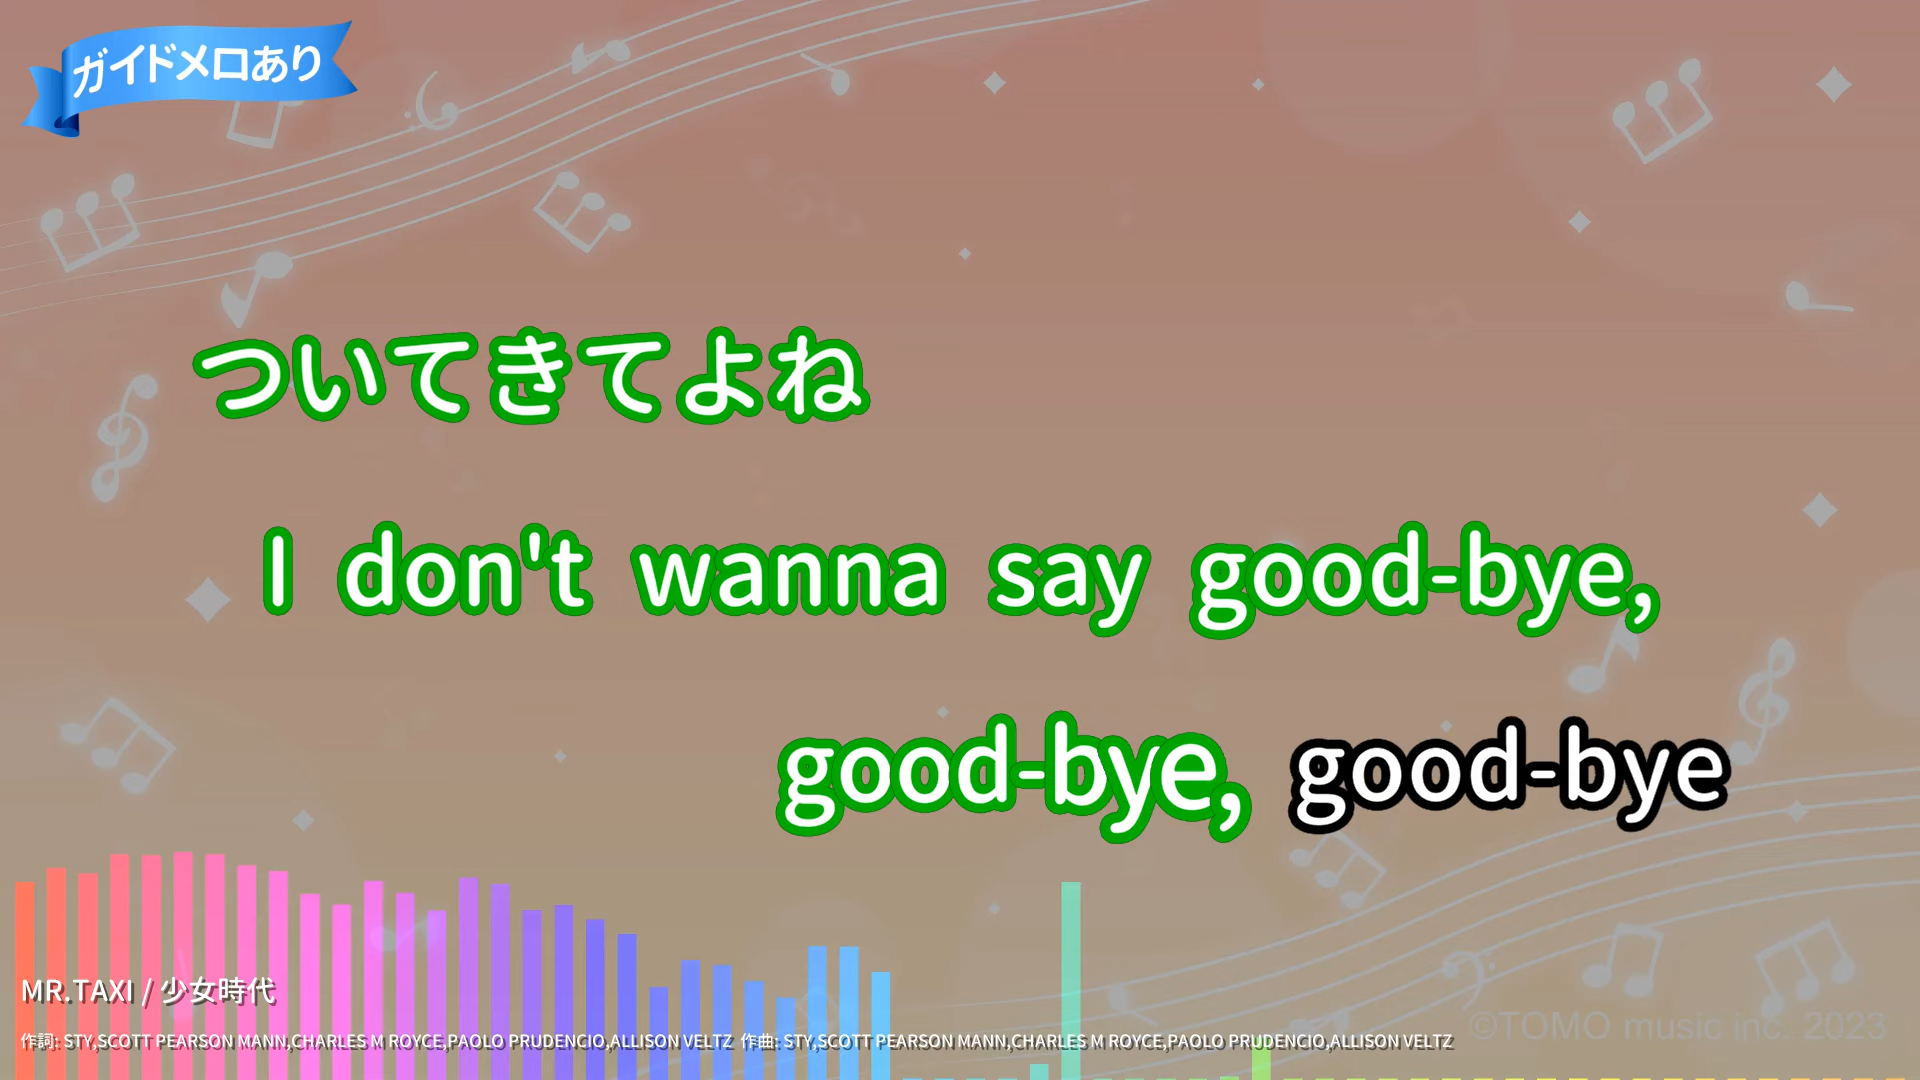 ガイドメロあり
ついてきてよね
I don't wanna say good-bye,
good-bye, good-bye
MR.TAXI / 少女時代
作詞: STY,SCOTT PEARSON MANN,CHARLES M ROYCE,PAOLO PRUDENCIO,ALLISON VELTZ 作曲: STY,SCOTT PEARSON MANN,CHARLES M ROYCE,PAOLO PRUDENCIO,ALLISON VELTZ
©TOMO music inc. 2023